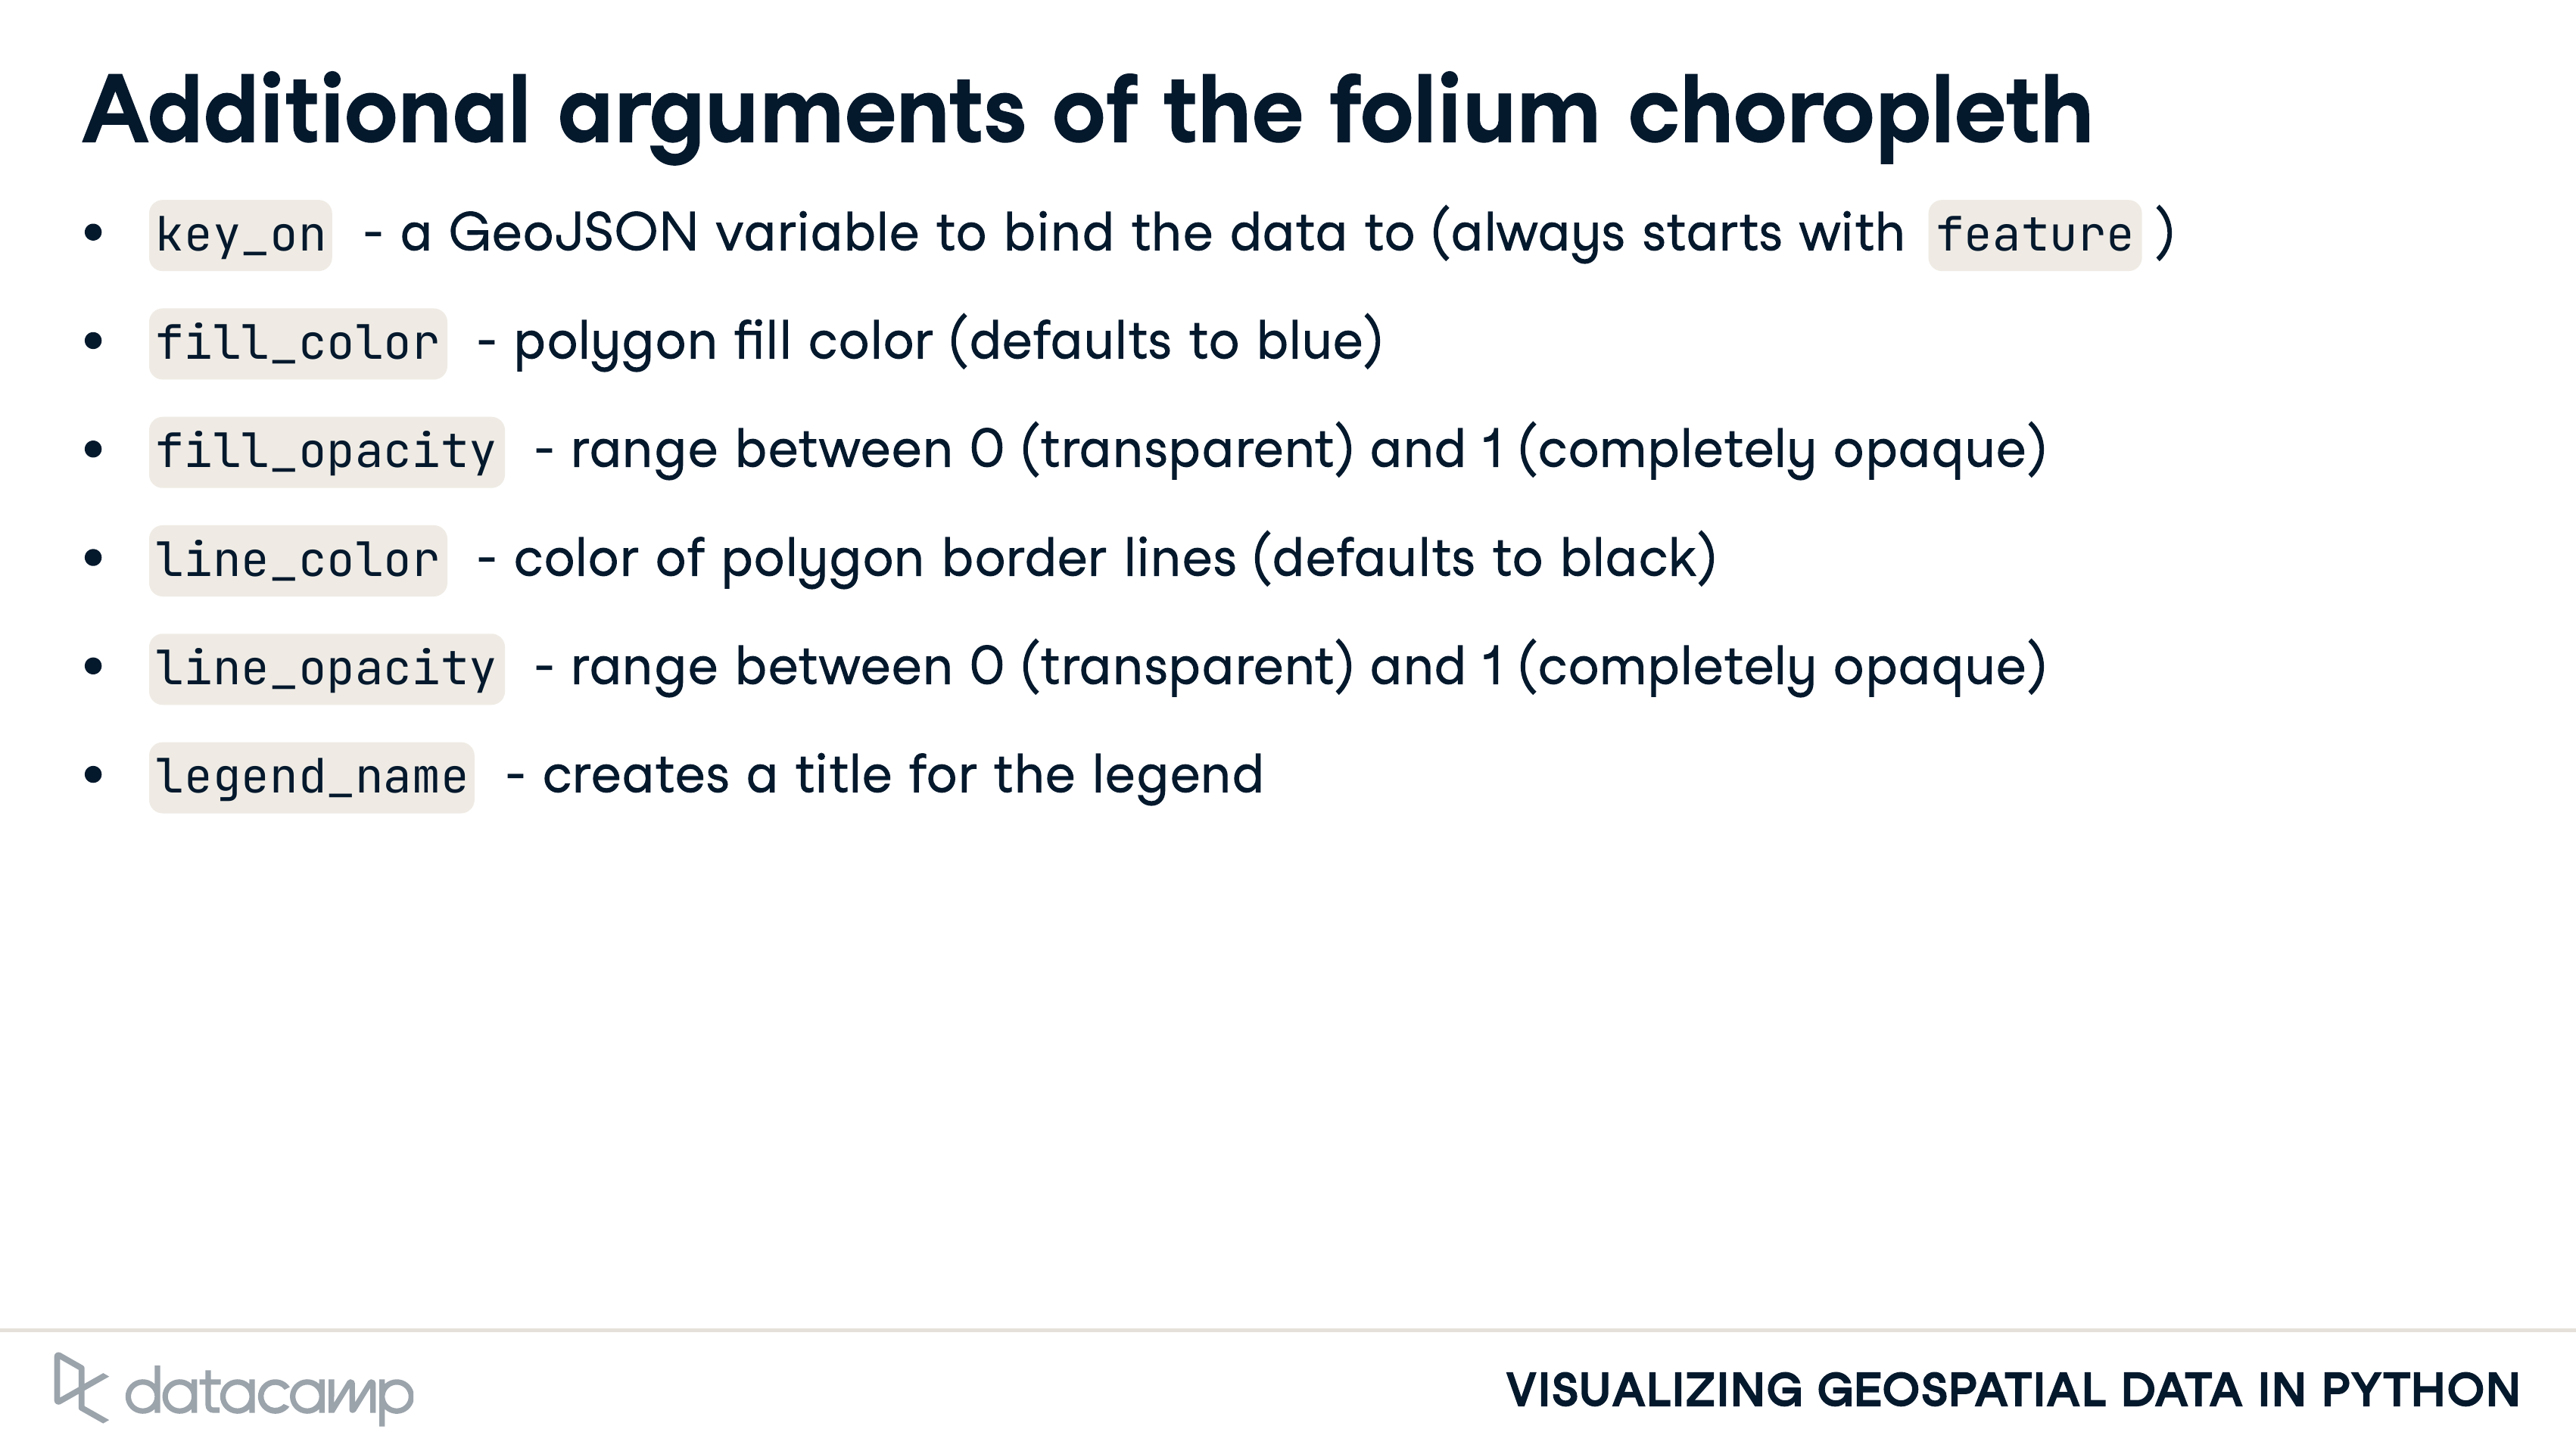 Additional arguments of the folium choropleth
• key_on - a GeoJSON variable to bind the data to (always starts with feature )
• fill_color - polygon fill color (defaults to blue)
• fill_opacity - range between 0 (transparent) and 1 (completely opaque)
• line_color - color of polygon border lines (defaults to black)
• line_opacity - range between 0 (transparent) and 1 (completely opaque)
• legend_name - creates a title for the legend
datacamp
VISUALIZING GEOSPATIAL DATA IN PYTHON